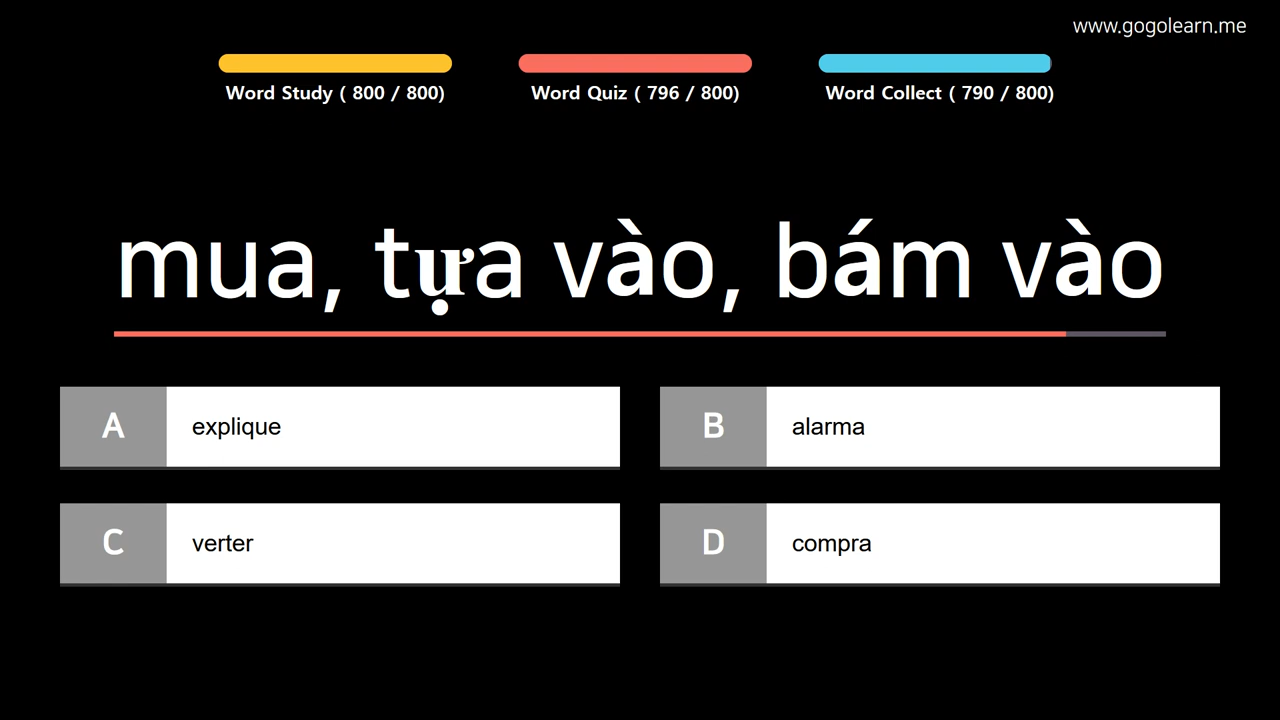 www.gogolearn.me
Word Study ( 800 / 800)
Word Quiz ( 796 / 800)
Word Collect ( 790 / 800)
mua, tựa vào, bám vào
A explique
B alarma
C verter
D compra